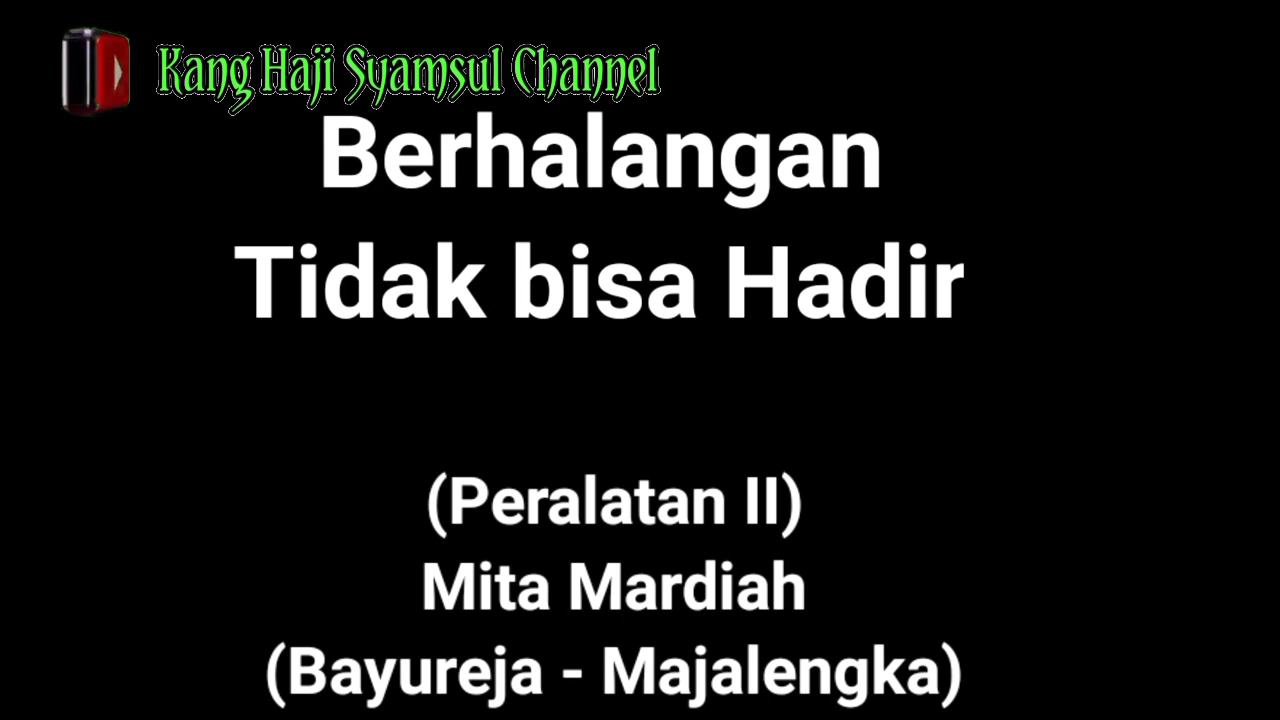 Kang Haji Syamsul Channel
Berhalangan
Tidak bisa Hadir
(Peralatan II)
Mita Mardiah
(Bayureja - Majalengka)